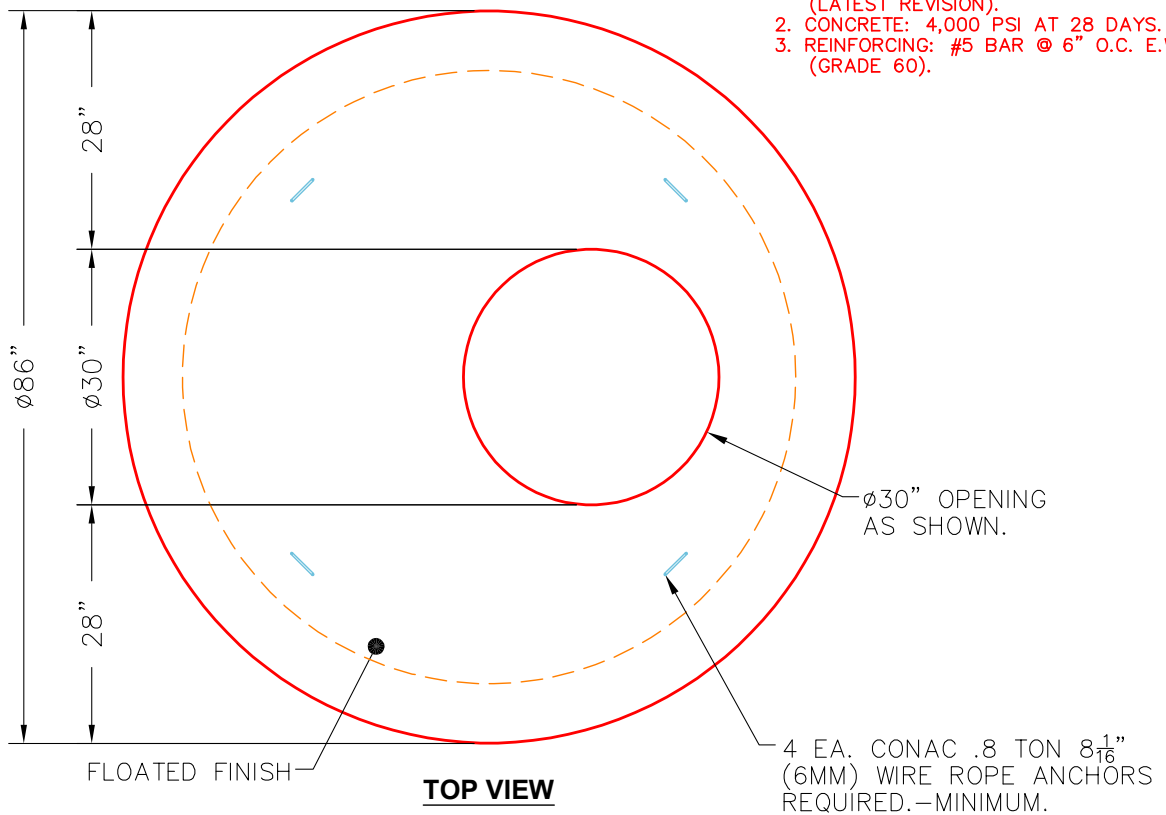 (LATEST REVISION).
2. CONCRETE: 4,000 PSI AT 28 DAYS.
3. REINFORCING: #5 BAR @ 6” O.C.
(GRADE 60).
28”
ø86”
ø30”
28”
ø30” OPENING
AS SHOWN.
FLOATED FINISH
TOP VIEW
4 EA. CONAC .8 TON 8 1/16”
(6MM) WIRE ROPE ANCHORS
REQUIRED.–MINIMUM.